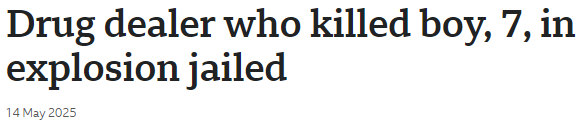 Drug dealer who killed boy, 7, in
explosion jailed
14 May 2025